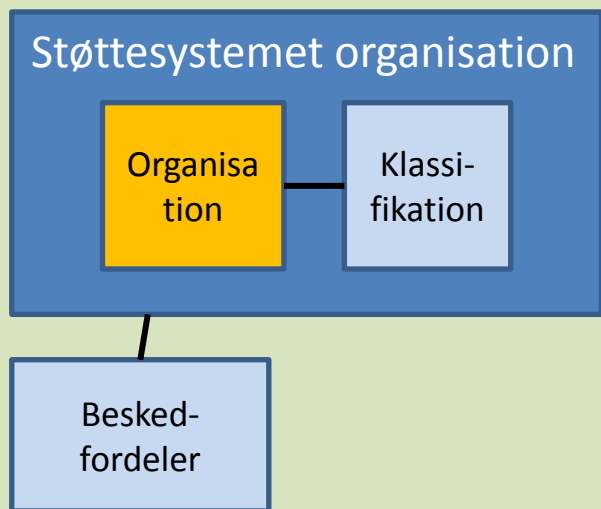 Støttesystemet organisation
Organisa
tion
Klassi-
fikation
Besked-
fordeler